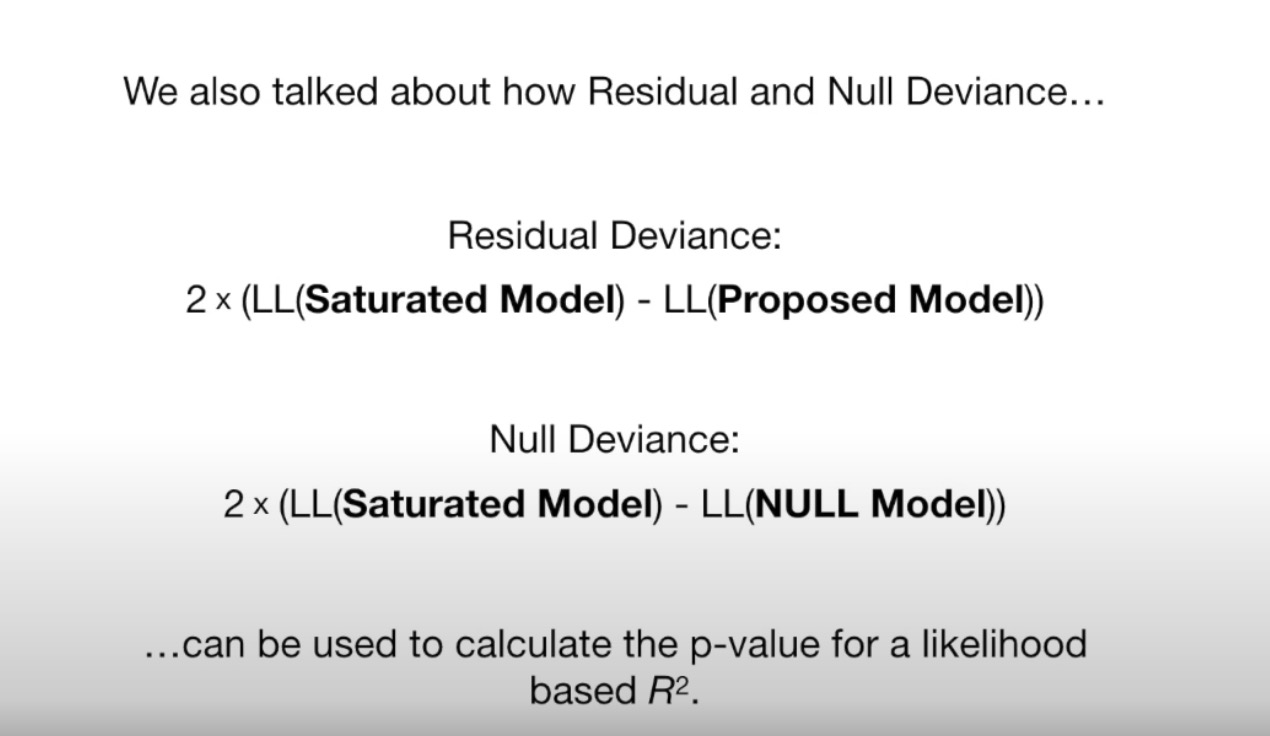 We also talked about how Residual and Null Deviance…
Residual Deviance:
2 x (LL(Saturated Model) - LL(Proposed Model))
Null Deviance:
2 x (LL(Saturated Model) - LL(NULL Model))
…can be used to calculate the p-value for a likelihood
based R².